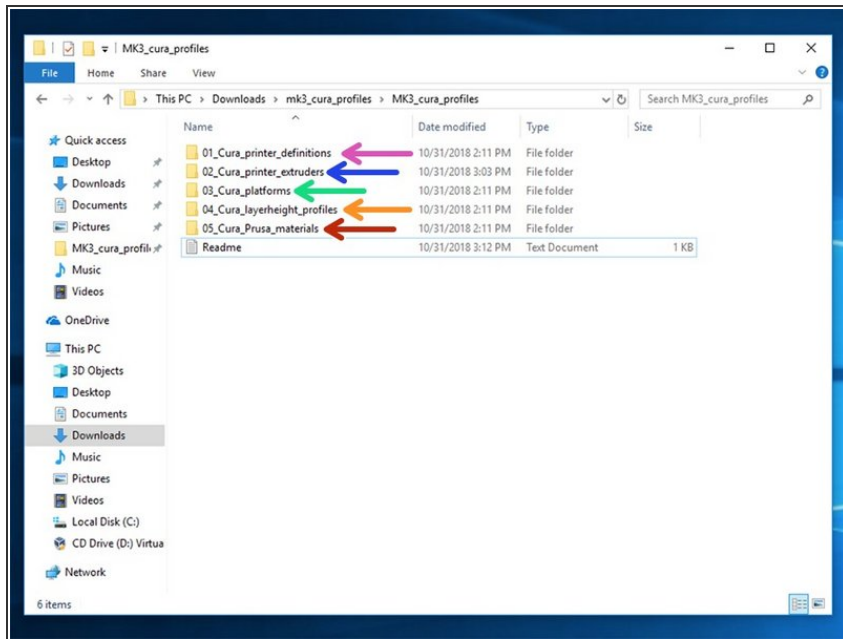 MK3_cura_profiles
File Home Share View
This PC > Downloads > mk3_cura_profiles > MK3_cura_profiles
Search MK3_cura_profiles
Name Date modified Type Size
01_Cura_printer_definitions 10/31/2018 2:11 PM File folder
02_Cura_printer_extruders 10/31/2018 3:03 PM File folder
03_Cura_platforms 10/31/2018 2:11 PM File folder
04_Cura_layerheight_profiles 10/31/2018 2:11 PM File folder
05_Cura_Prusa_materials 10/31/2018 2:11 PM File folder
Readme 10/31/2018 3:12 PM Text Document 1 KB
Quick access
Desktop
Downloads
Documents
Pictures
MK3_cura_profil
Music
Videos
OneDrive
This PC
3D Objects
Desktop
Documents
Downloads
Music
Pictures
Videos
Local Disk (C:)
CD Drive (D:) Virtua
Network
6 items